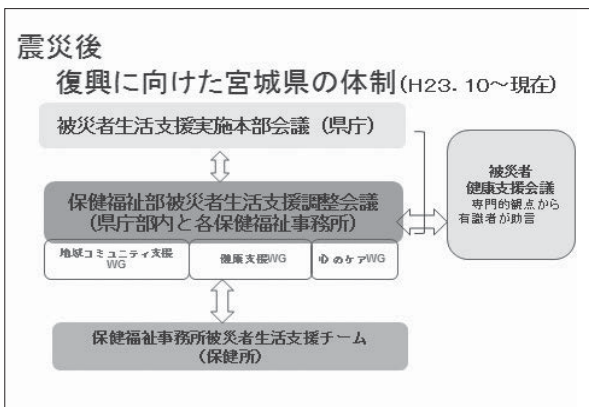 震災後
復興に向けた宮城県の体制(H23.10～現在)
被災者生活支援実施本部会議（県庁）
保健福祉部被災者生活支援調整会議
（県庁部内と各保健福祉事務所）
地域コミュニティ支援
WG
健康支援WG
心のケアWG
被災者
健康支援会議
専門的観点から
有識者が助言
保健福祉事務所被災者生活支援チーム
（保健所）